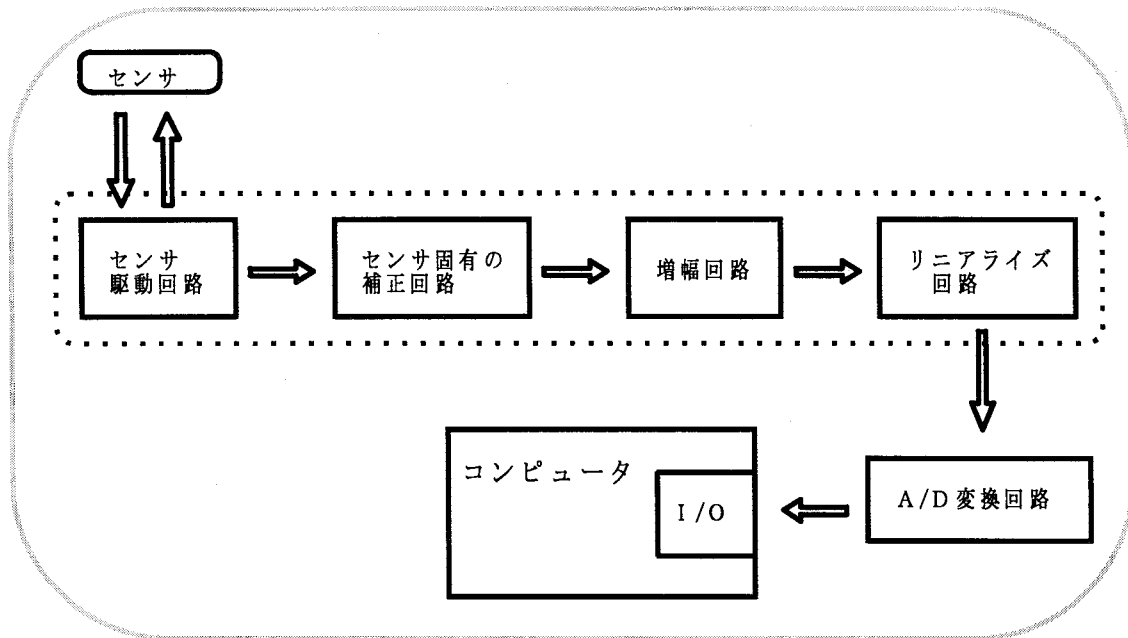 センサ
センサ
駆動回路
センサ固有の
補正回路
増幅回路
リニアライズ
回路
コンピュータ
I/O
A/D変換回路